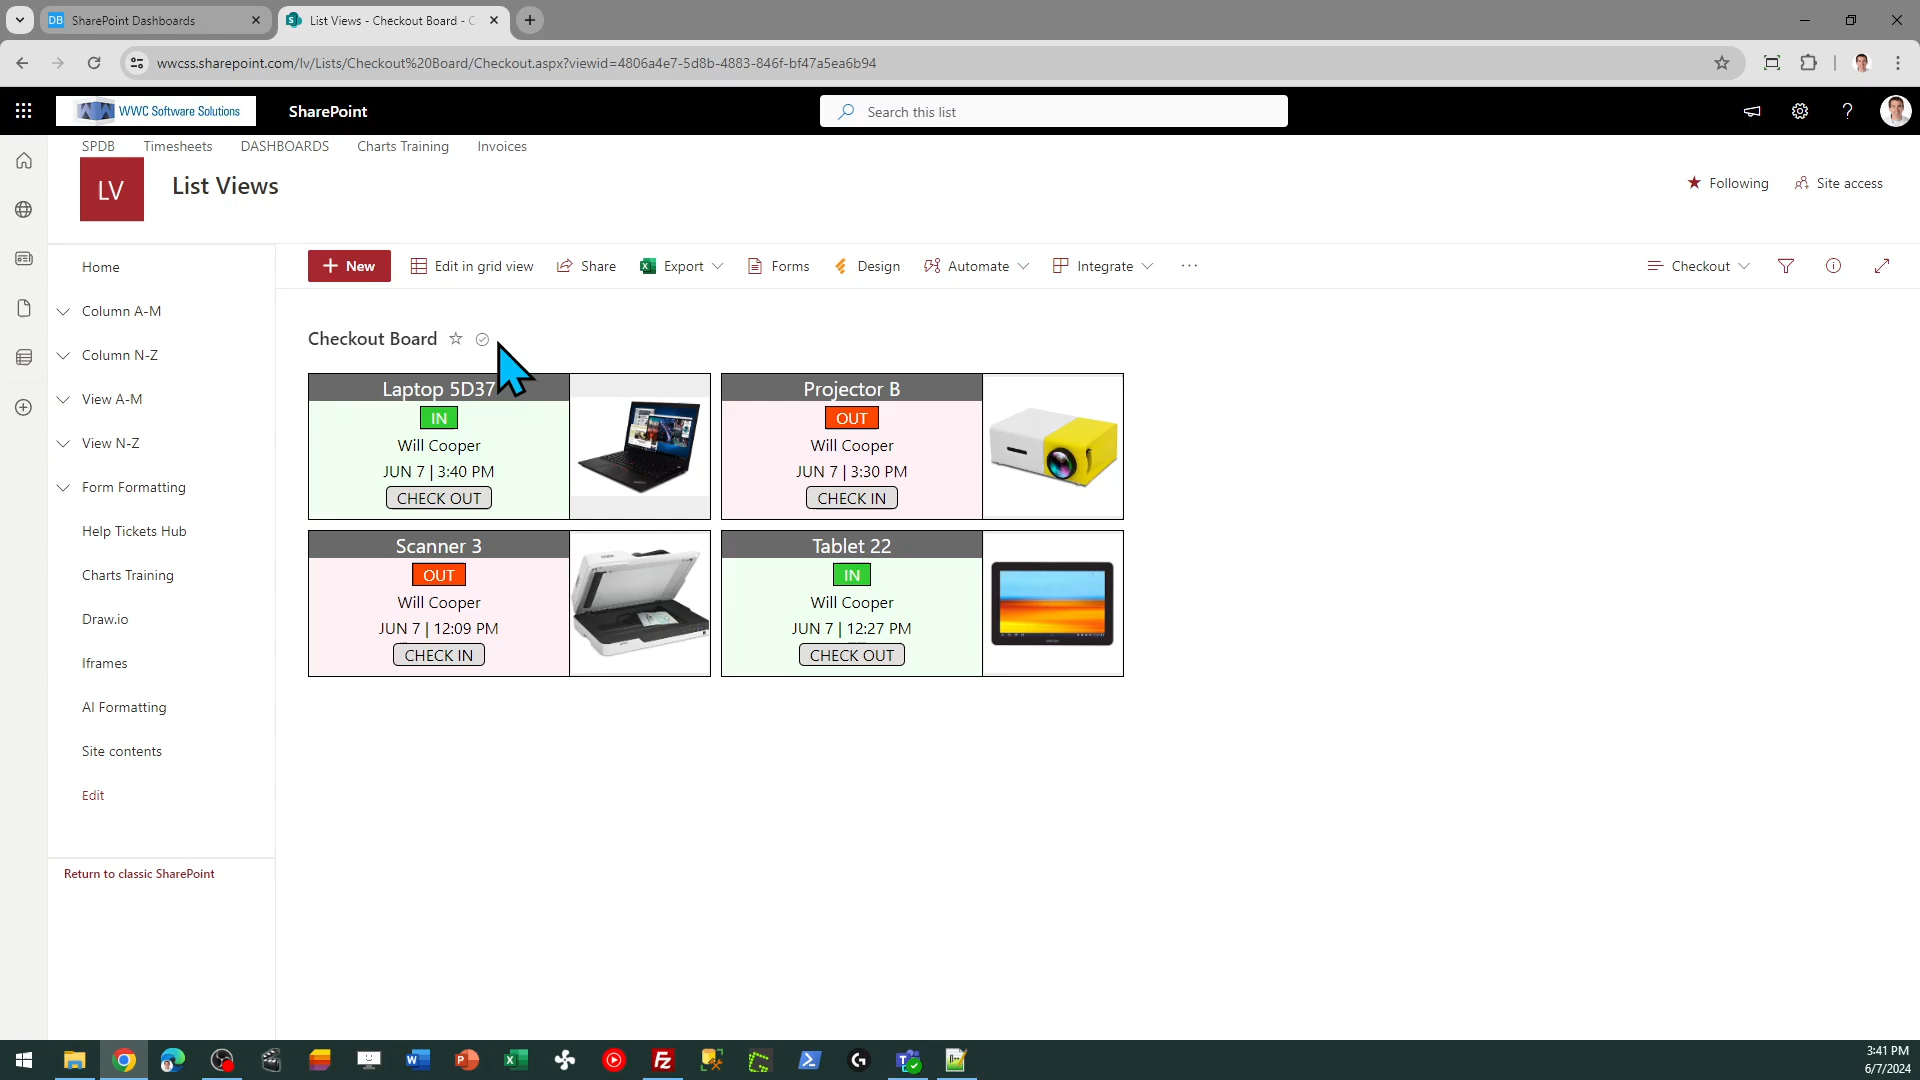 DB SharePoint Dashboards
List Views - Checkout Board - C
wwcss.sharepoint.com/lv/Lists/Checkout%20Board/Checkout.aspx?viewid=4806a4e7-5d8b-4883-846f-bf47a5ea6b94
WWC Software Solutions
SharePoint
Search this list
SPDB Timesheets DASHBOARDS Charts Training Invoices
LV
List Views
Following
Site access
Home
Column A-M
Column N-Z
View A-M
View N-Z
Form Formatting
Help Tickets Hub
Charts Training
Draw.io
Iframes
AI Formatting
Site contents
Edit
Return to classic SharePoint
New
Edit in grid view
Share
Export
Forms
Design
Automate
Integrate
Checkout
Checkout Board
Laptop 5D37
IN
Will Cooper
JUN 7 | 3:40 PM
CHECK OUT
Projector B
OUT
Will Cooper
JUN 7 | 3:30 PM
CHECK IN
Scanner 3
OUT
Will Cooper
JUN 7 | 12:09 PM
CHECK IN
Tablet 22
IN
Will Cooper
JUN 7 | 12:27 PM
CHECK OUT
3:41 PM
6/7/2024